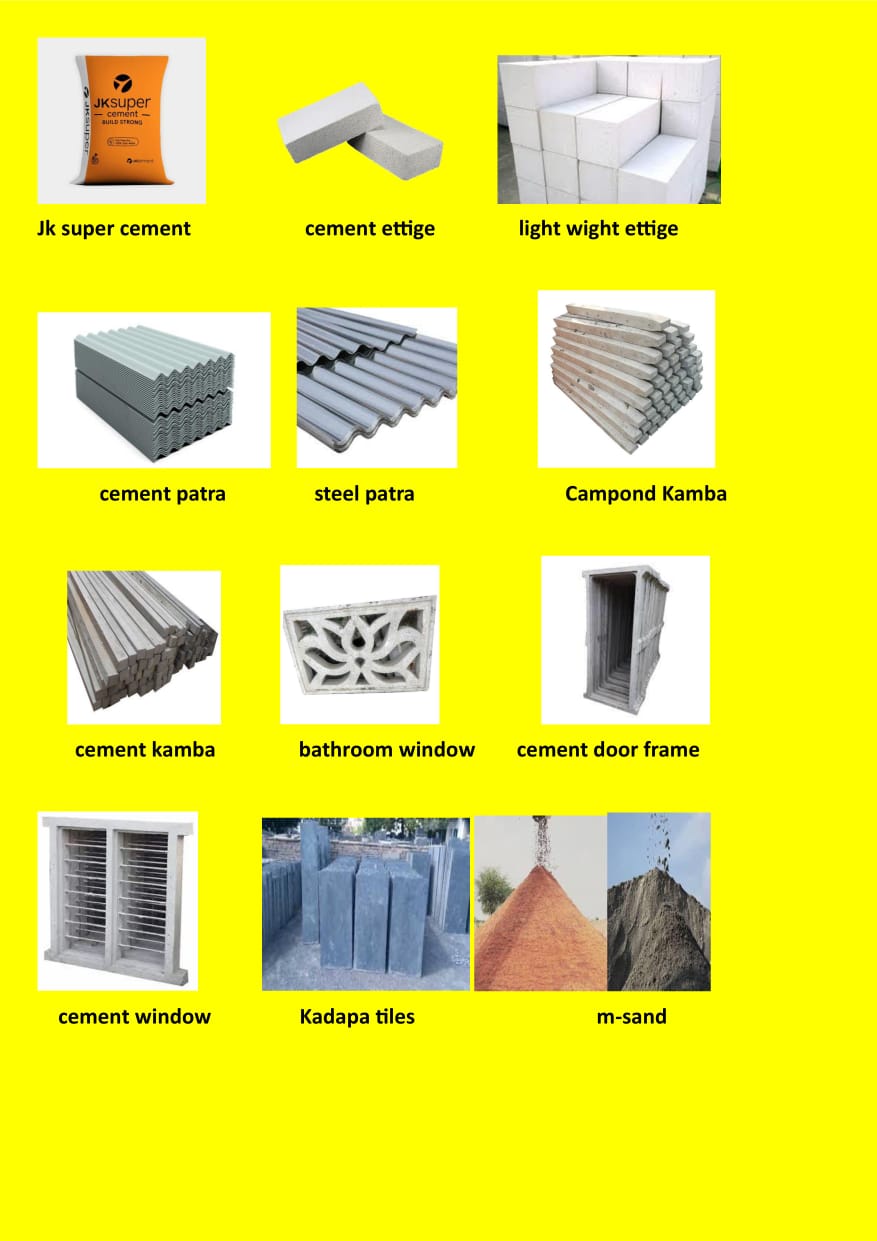 JKsuper
cement
BUILD STRONG
JKsuper
Jk super cement
cement ettige
light wight ettige
cement patra
steel patra
Campond Kamba
cement kamba
bathroom window
cement door frame
cement window
Kadapa tiles
m-sand